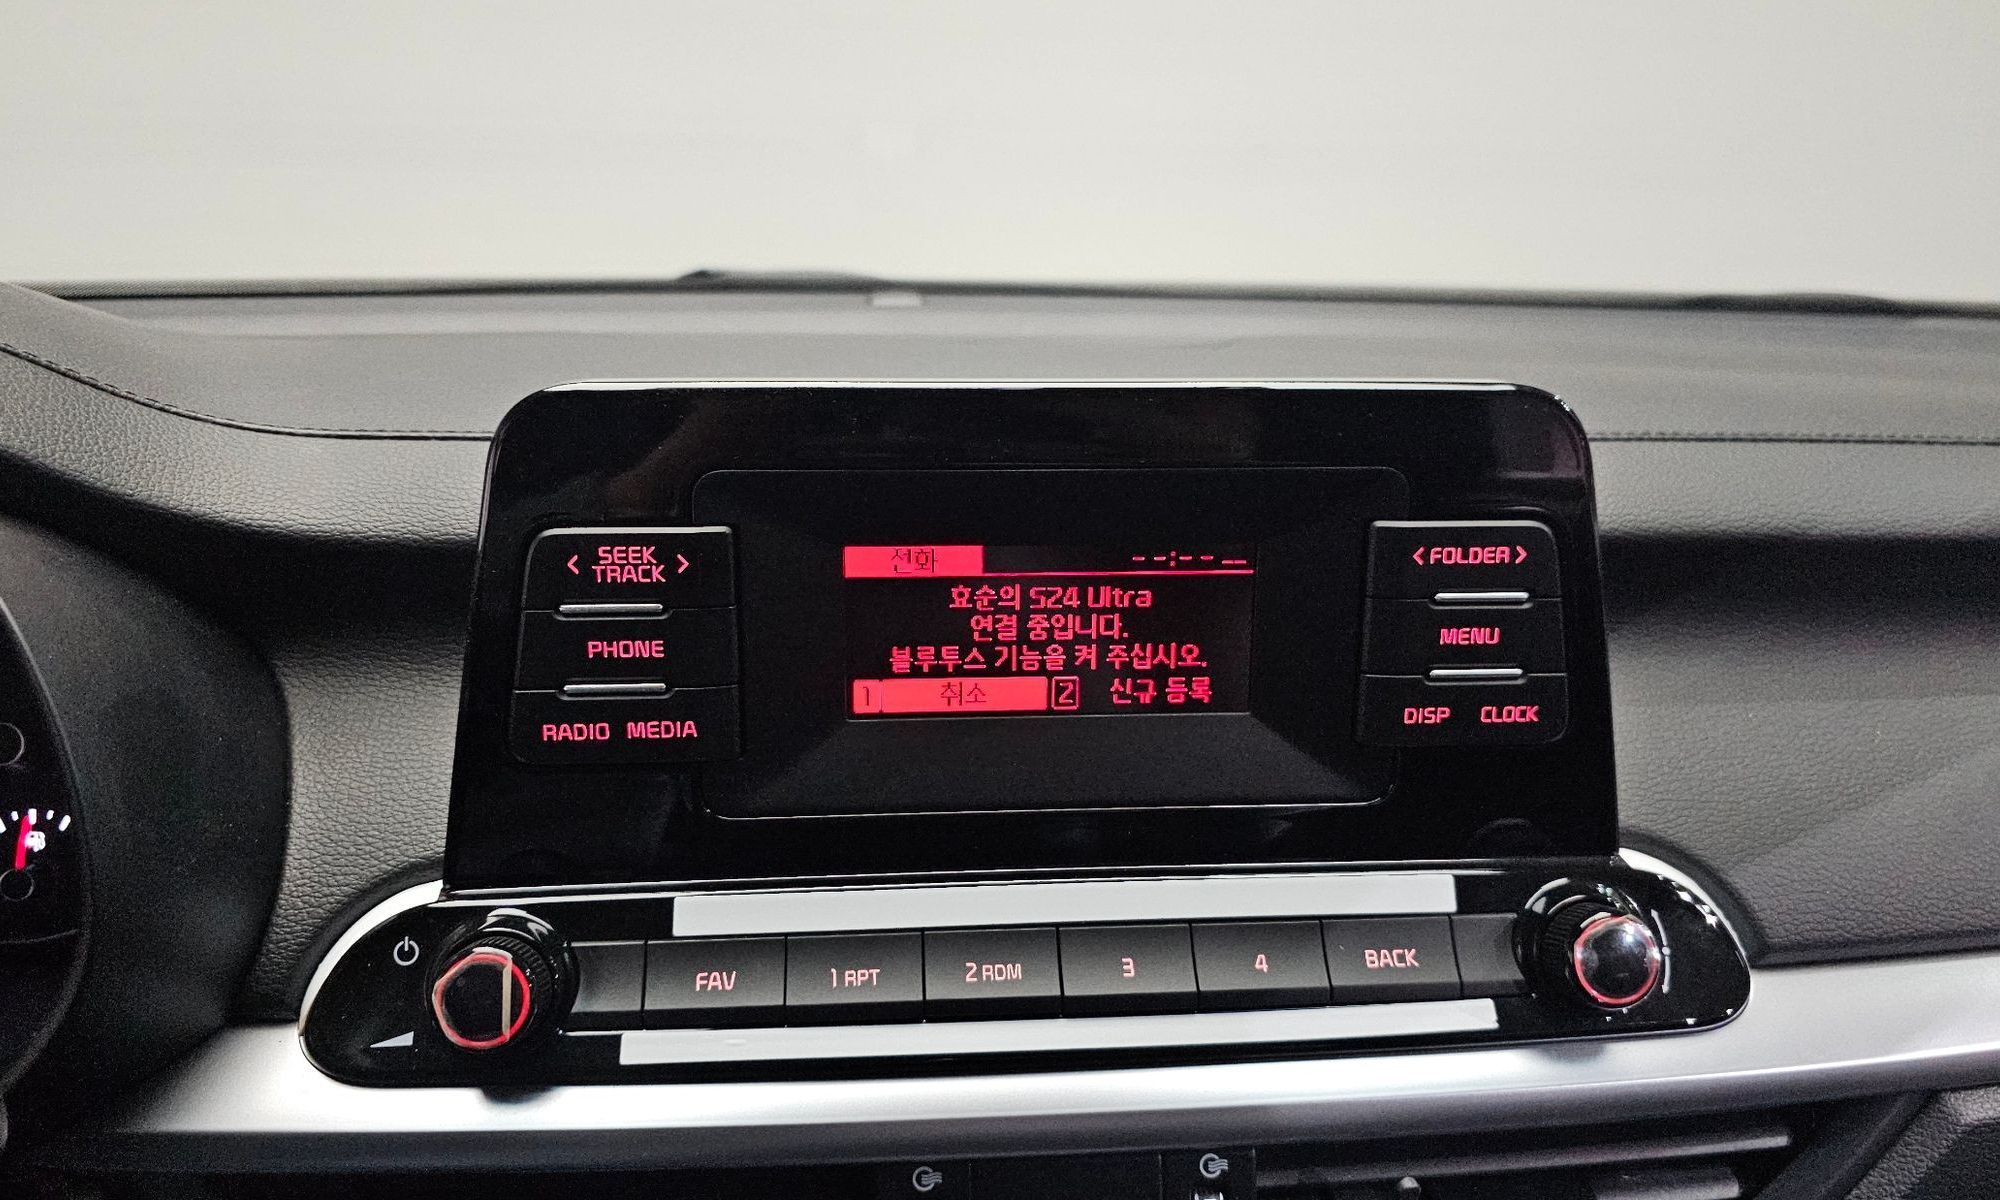 전화 --:-- __
효순의 S24 Ultra
연결 중입니다.
블루투스 기능을 켜 주십시오.
1 취소 2 신규 등록
< SEEK TRACK >
PHONE
RADIO MEDIA
< FOLDER >
MENU
DISP CLOCK
FAV 1 RPT 2 RDM 3 4 BACK